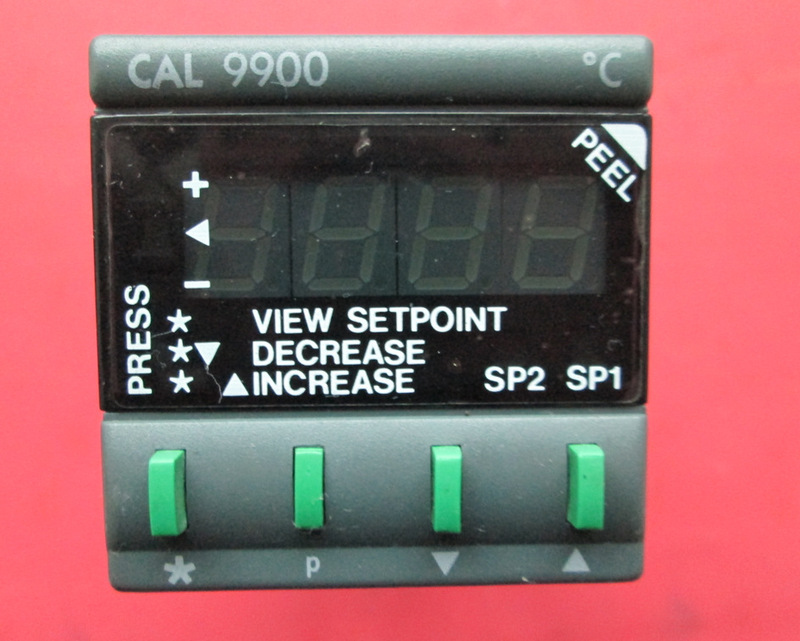 CAL 9900 °C
PEEL
+
◀
−
PRESS
* VIEW SETPOINT
*▼ DECREASE
* ▲INCREASE SP2 SP1
* p ▼ ▲